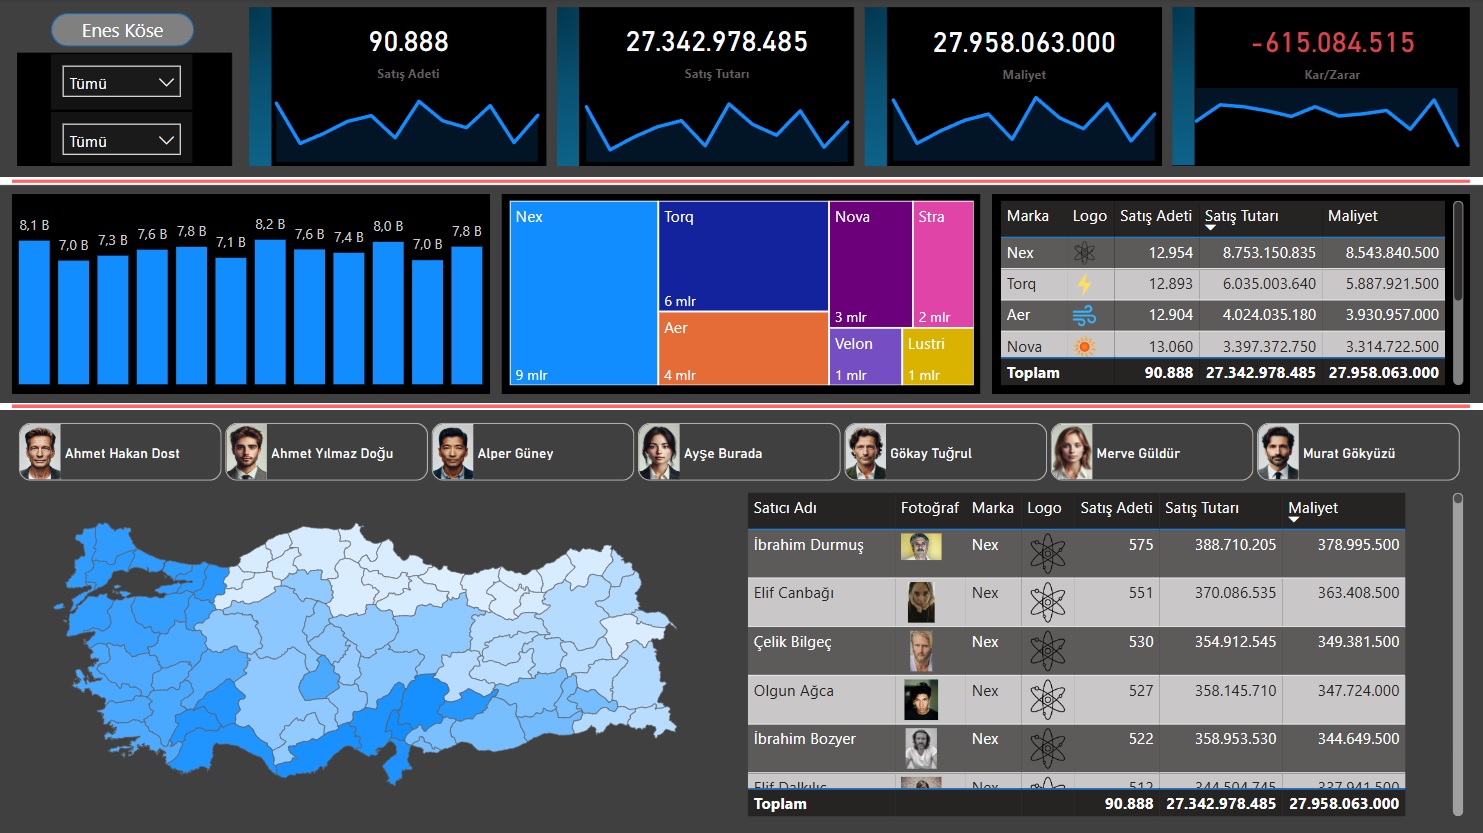 Enes Köse
Tümü
Tümü
90.888
Satış Adeti
27.342.978.485
Satış Tutarı
27.958.063.000
Maliyet
-615.084.515
Kar/Zarar
8,1 B
7,0 B
7,3 B
7,6 B
7,8 B
7,1 B
8,2 B
7,6 B
7,4 B
8,0 B
7,0 B
7,8 B
Nex
9 mlr
Torq
6 mlr
Aer
4 mlr
Nova
3 mlr
Stra
2 mlr
Velon
1 mlr
Lustri
1 mlr
Marka Logo Satış Adeti Satış Tutarı Maliyet
Nex 12.954 8.753.150.835 8.543.840.500
Torq 12.893 6.035.003.640 5.887.921.500
Aer 12.904 4.024.035.180 3.930.957.000
Nova 13.060 3.397.372.750 3.314.722.500
Toplam 90.888 27.342.978.485 27.958.063.000
Ahmet Hakan Dost
Ahmet Yılmaz Doğu
Alper Güney
Ayşe Burada
Gökay Tuğrul
Merve Güldür
Murat Gökyüzü
Satıcı Adı Fotoğraf Marka Logo Satış Adeti Satış Tutarı Maliyet
İbrahim Durmuş Nex 575 388.710.205 378.995.500
Elif Canbağı Nex 551 370.086.535 363.408.500
Çelik Bilgeç Nex 530 354.912.545 349.381.500
Olgun Ağca Nex 527 358.145.710 347.724.000
İbrahim Bozyer Nex 522 358.953.530 344.649.500
Elif Dalkılıç Nex 512 344.504.745 337.941.500
Toplam 90.888 27.342.978.485 27.958.063.000